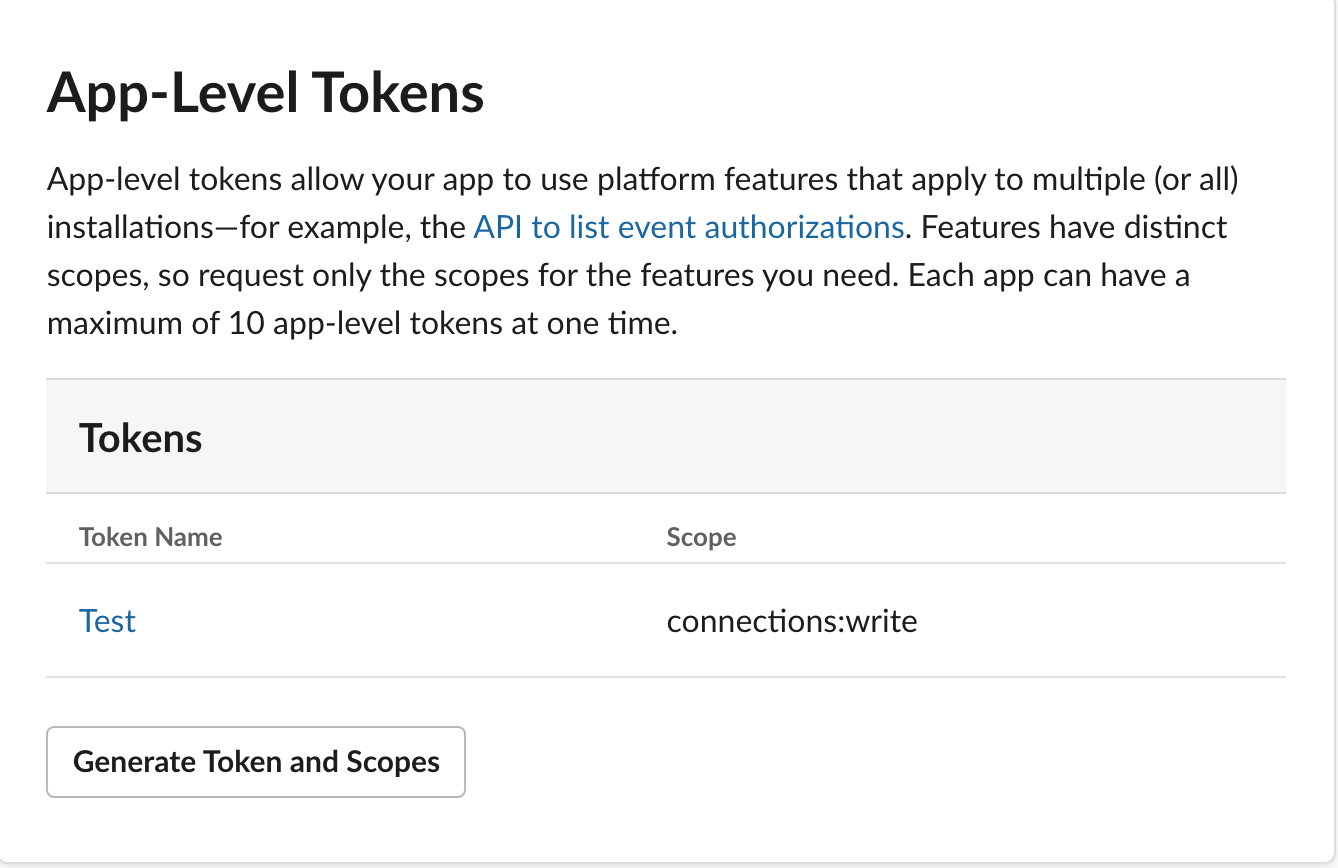 App-Level Tokens
App-level tokens allow your app to use platform features that apply to multiple (or all)
installations—for example, the API to list event authorizations. Features have distinct
scopes, so request only the scopes for the features you need. Each app can have a
maximum of 10 app-level tokens at one time.
Tokens
Token Name Scope
Test connections:write
Generate Token and Scopes